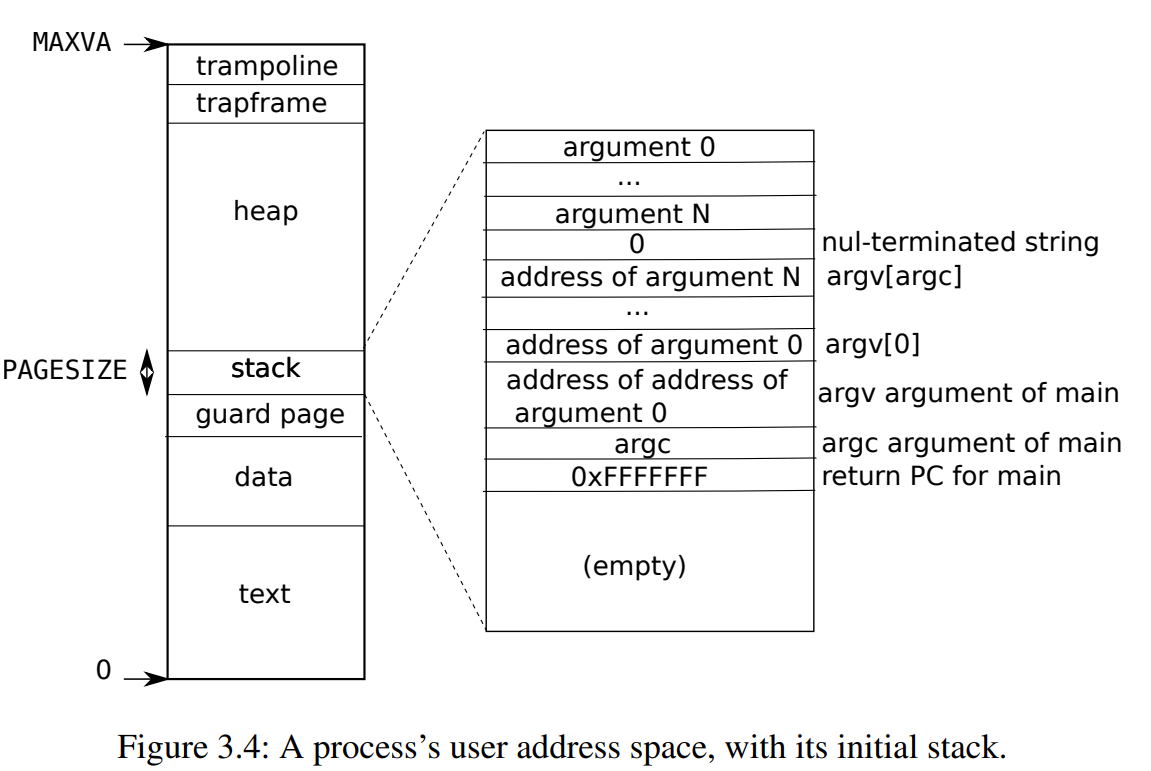 MAXVA
trampoline
trapframe
heap
PAGESIZE
stack
guard page
data
text
0
argument 0
...
argument N
0
nul-terminated string
address of argument N
argv[argc]
...
address of argument 0
argv[0]
address of address of
argument 0
argv argument of main
argc
argc argument of main
0xFFFFFFF
return PC for main
(empty)
Figure 3.4: A process's user address space, with its initial stack.